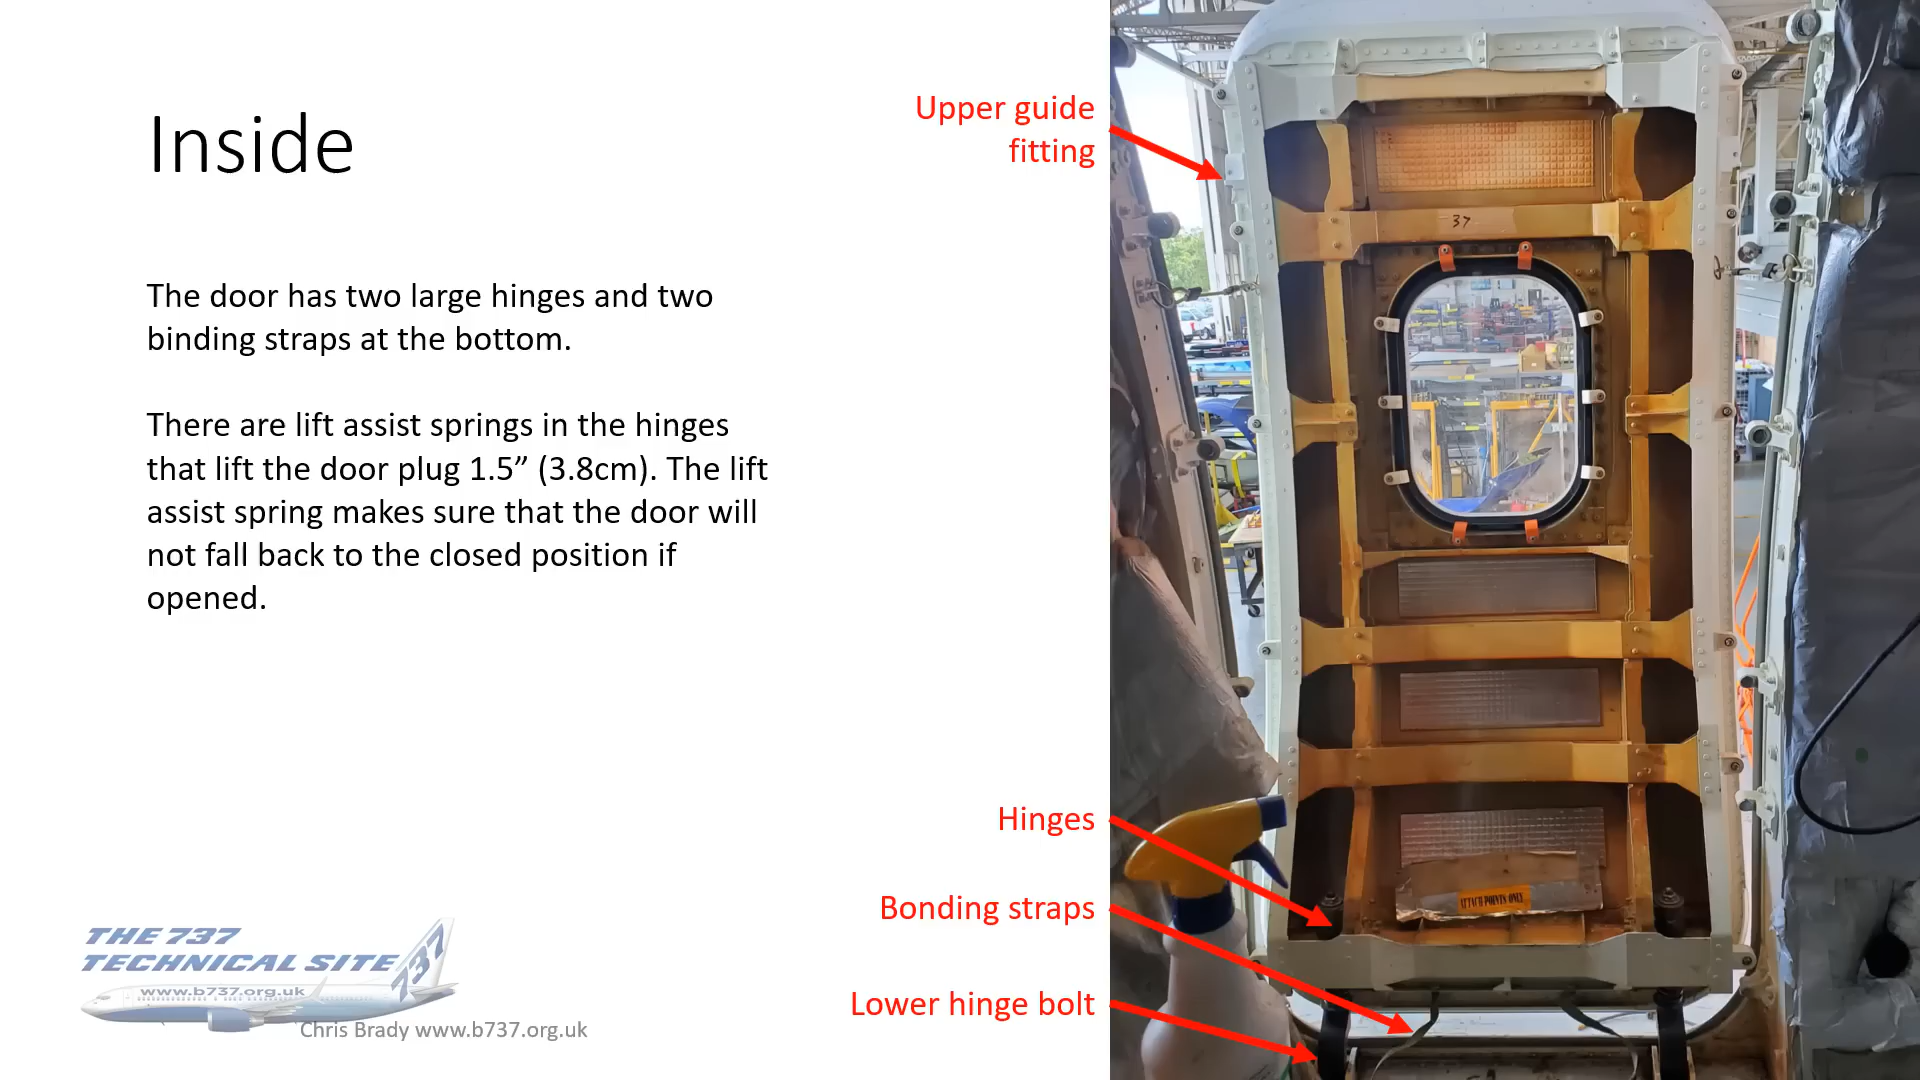 Inside
The door has two large hinges and two
binding straps at the bottom.
There are lift assist springs in the hinges
that lift the door plug 1.5” (3.8cm). The lift
assist spring makes sure that the door will
not fall back to the closed position if
opened.
Upper guide
fitting
Hinges
Bonding straps
Lower hinge bolt
37
ATTACH POINTS ONLY
THE 737
TECHNICAL SITE
737
www.b737.org.uk
Chris Brady www.b737.org.uk